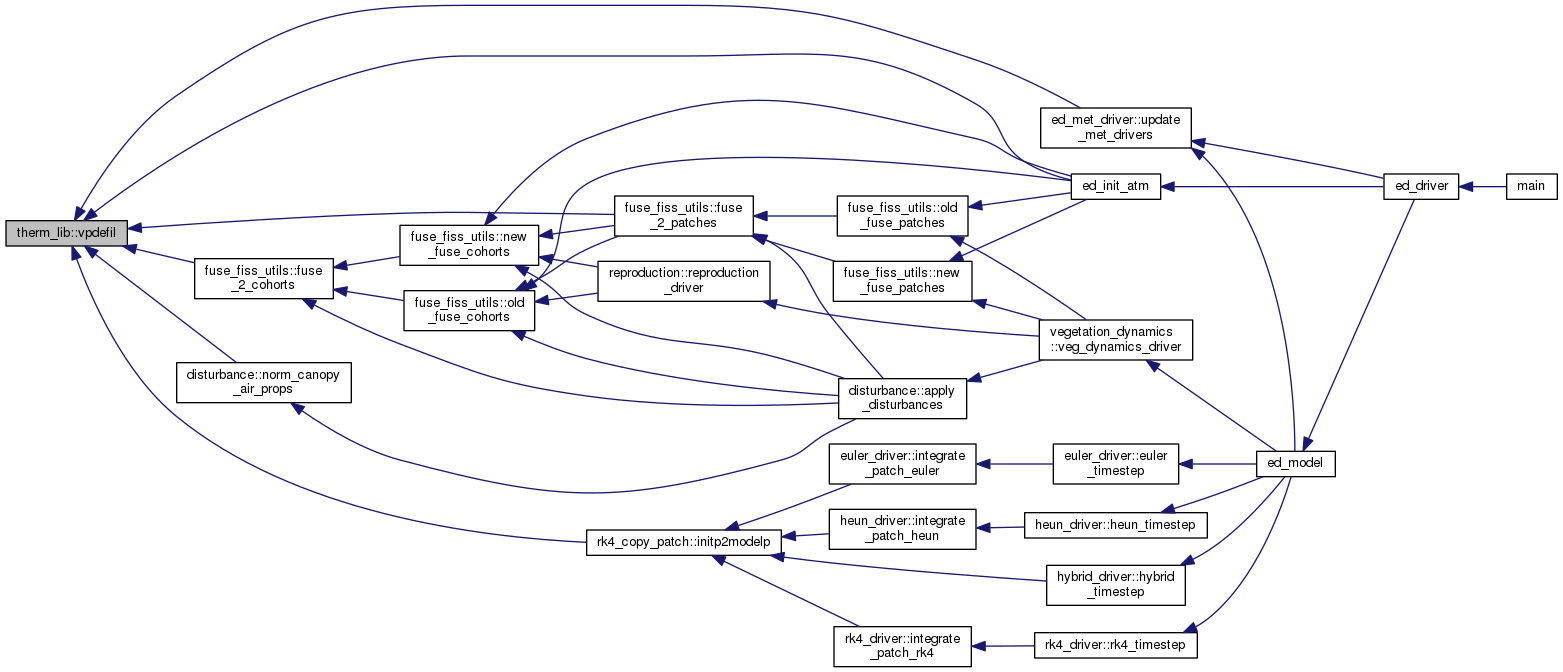 therm_lib::vpdefil
fuse_fiss_utils::fuse
_2_cohorts
disturbance::norm_canopy
_air_props
fuse_fiss_utils::new
_fuse_cohorts
fuse_fiss_utils::old
_fuse_cohorts
fuse_fiss_utils::fuse
_2_patches
reproduction::reproduction
_driver
rk4_copy_patch::initp2modelp
fuse_fiss_utils::old
_fuse_patches
fuse_fiss_utils::new
_fuse_patches
disturbance::apply
_disturbances
euler_driver::integrate
_patch_euler
heun_driver::integrate
_patch_heun
rk4_driver::integrate
_patch_rk4
ed_met_driver::update
_met_drivers
ed_init_atm
vegetation_dynamics
::veg_dynamics_driver
euler_driver::euler
_timestep
heun_driver::heun_timestep
hybrid_driver::hybrid
_timestep
rk4_driver::rk4_timestep
ed_model
ed_driver
main